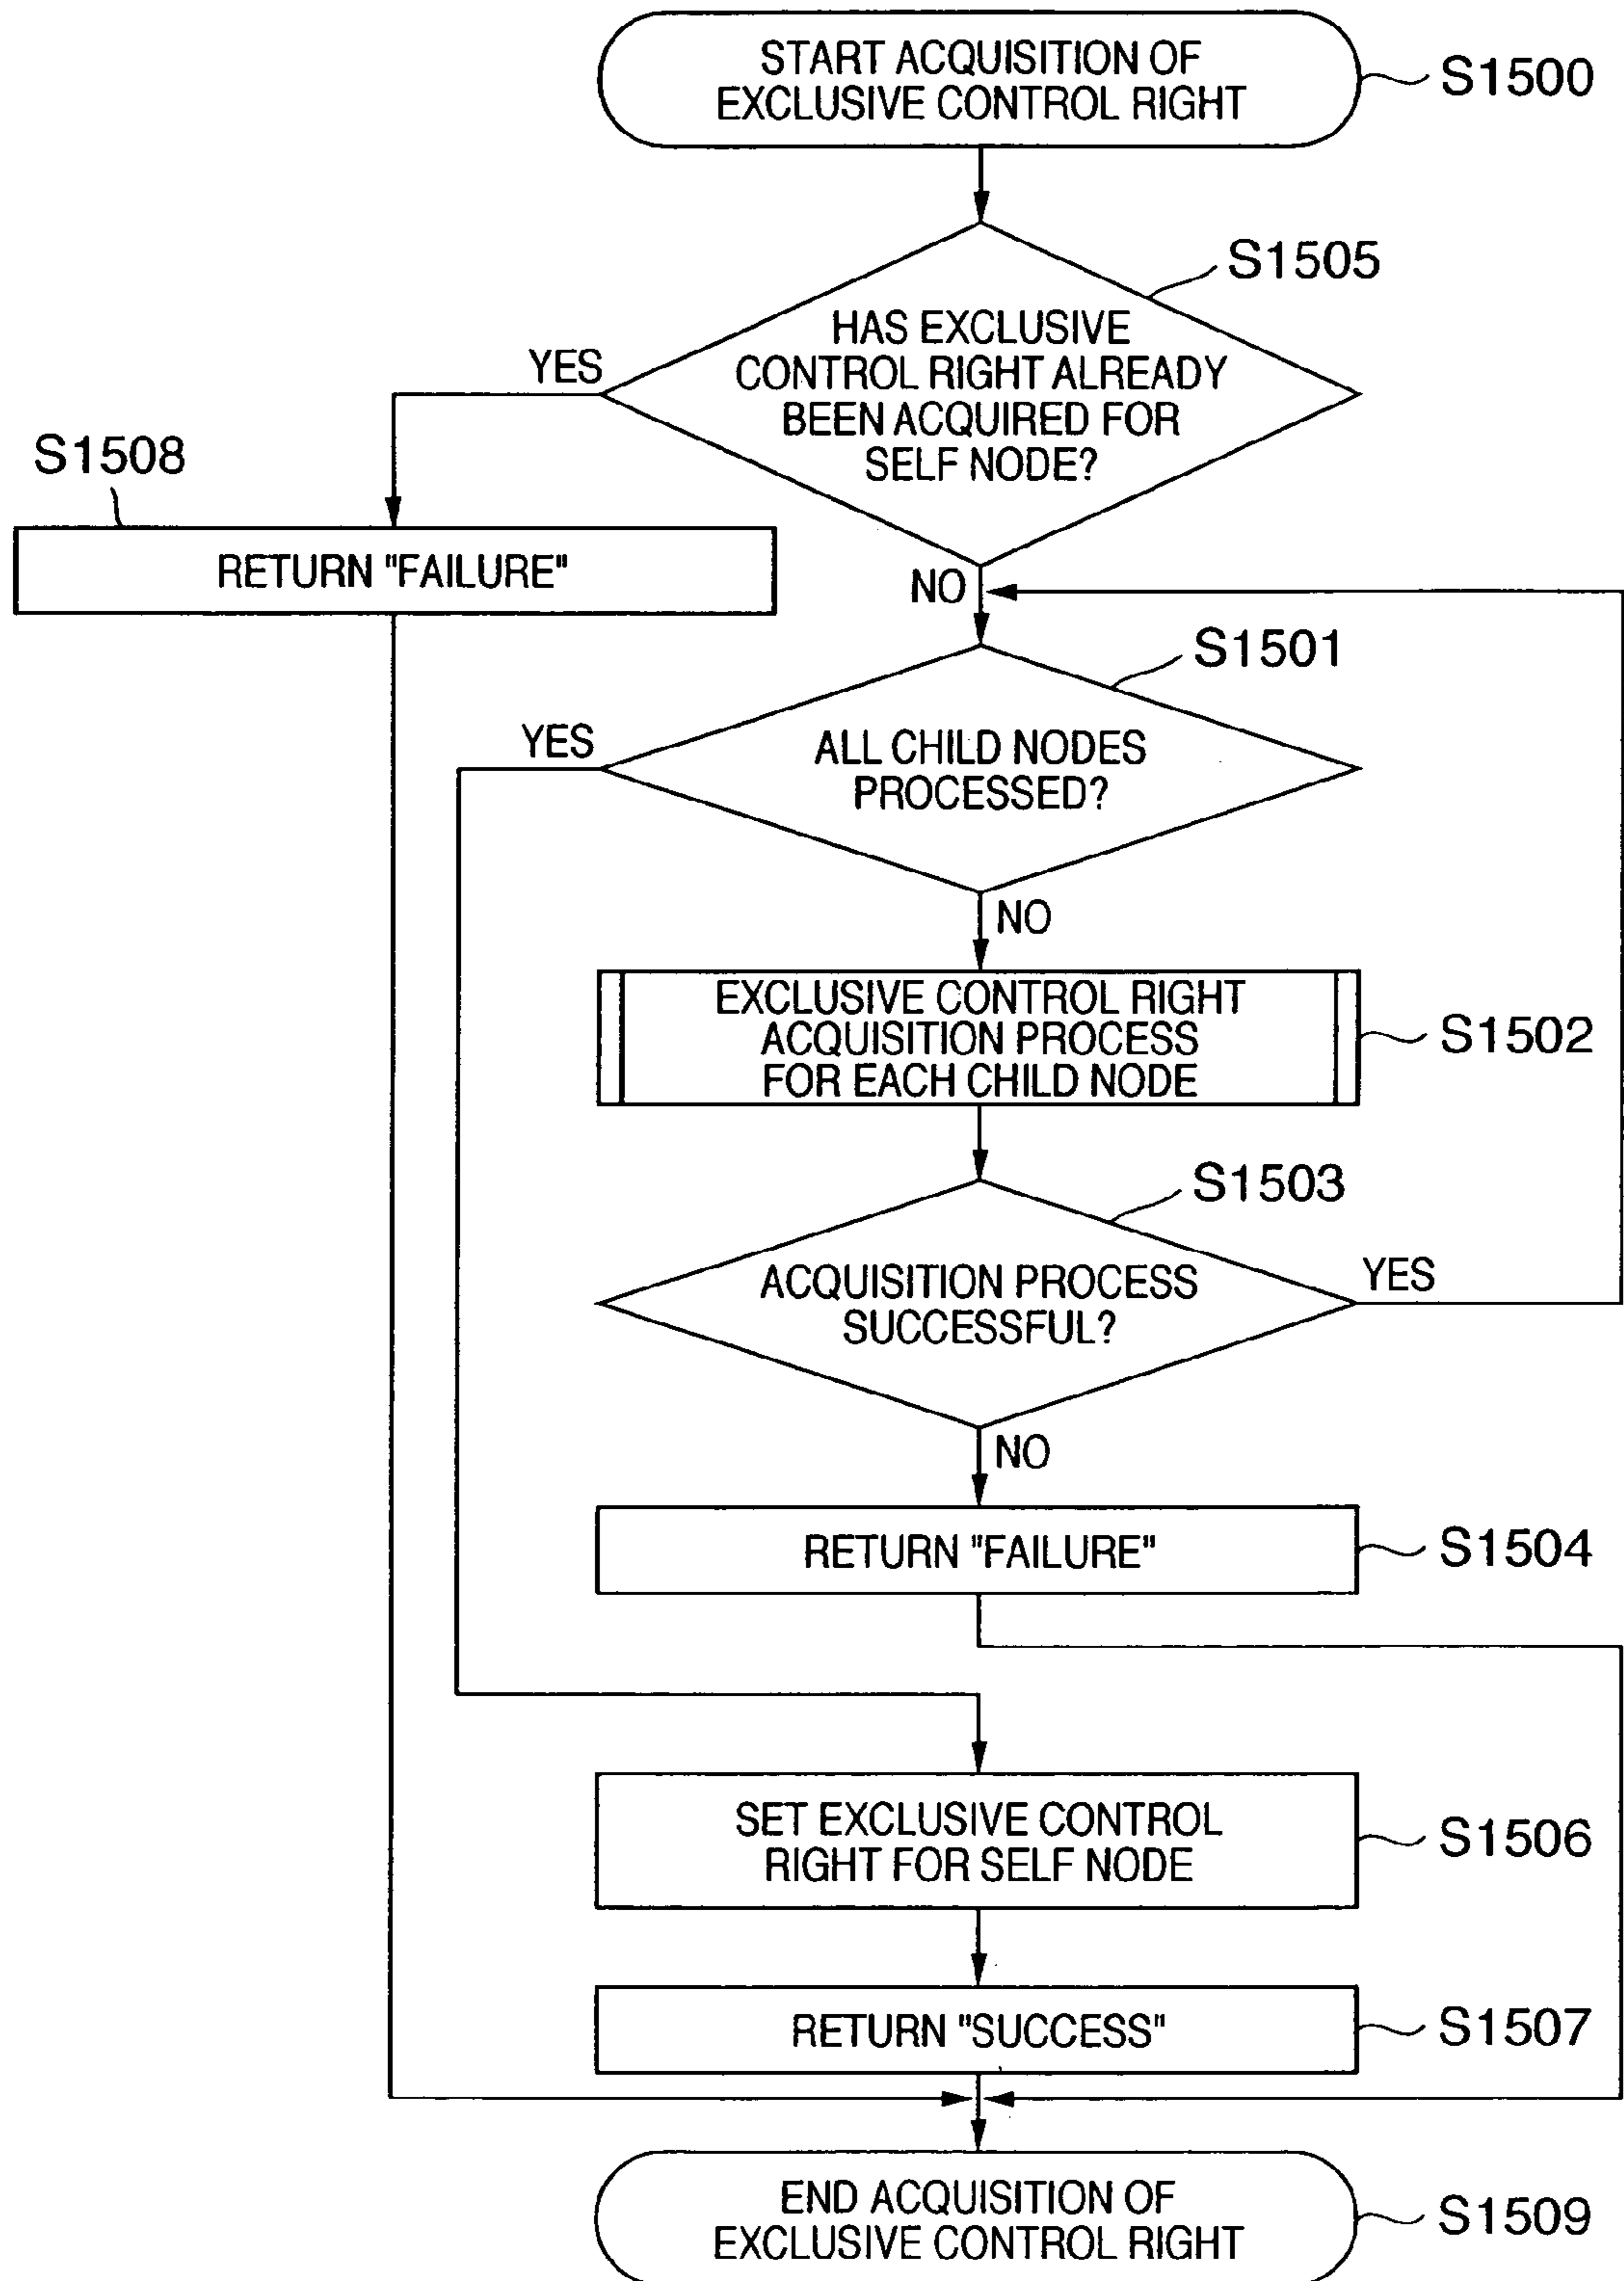 START ACQUISITION OF
EXCLUSIVE CONTROL RIGHT
S1500
S1505
HAS EXCLUSIVE
CONTROL RIGHT ALREADY
BEEN ACQUIRED FOR
SELF NODE?
YES
S1508
RETURN "FAILURE"
NO
S1501
YES
ALL CHILD NODES
PROCESSED?
NO
EXCLUSIVE CONTROL RIGHT
ACQUISITION PROCESS
FOR EACH CHILD NODE
S1502
S1503
ACQUISITION PROCESS
SUCCESSFUL?
YES
NO
RETURN "FAILURE"
S1504
SET EXCLUSIVE CONTROL
RIGHT FOR SELF NODE
S1506
RETURN "SUCCESS"
S1507
END ACQUISITION OF
EXCLUSIVE CONTROL RIGHT
S1509